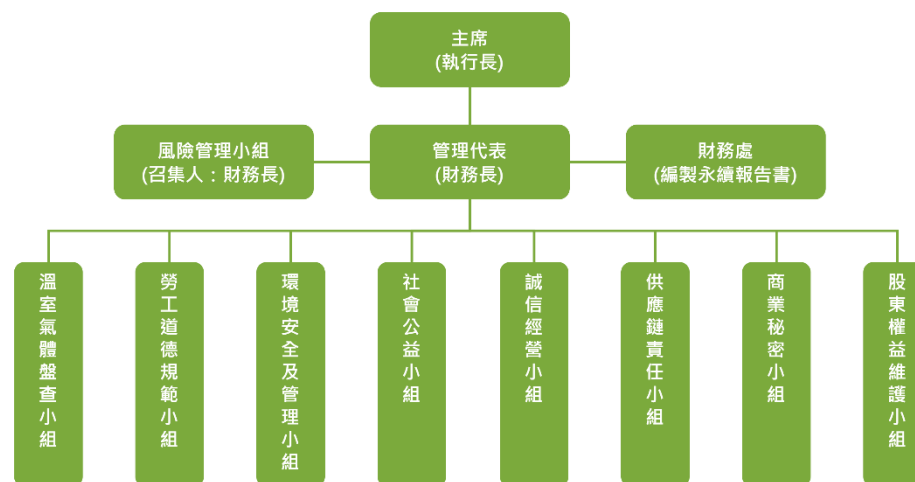 主席
(執行長)
風險管理小組
(召集人：財務長)
管理代表
(財務長)
財務處
(編製永續報告書)
溫室氣體盤查小組
勞工道德規範小組
環境安全及管理小組
社會公益小組
誠信經營小組
供應鏈責任小組
商業秘密小組
股東權益維護小組